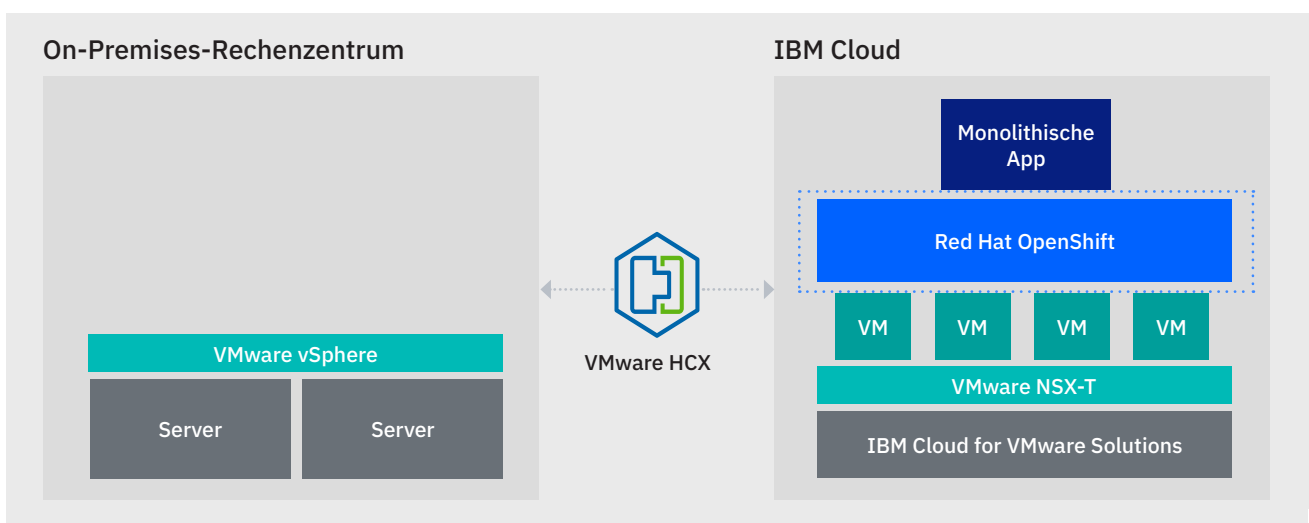 On-Premises-Rechenzentrum
VMware vSphere
Server
Server
VMware HCX
IBM Cloud
Monolithische
App
Red Hat OpenShift
VM
VM
VM
VM
VMware NSX-T
IBM Cloud for VMware Solutions